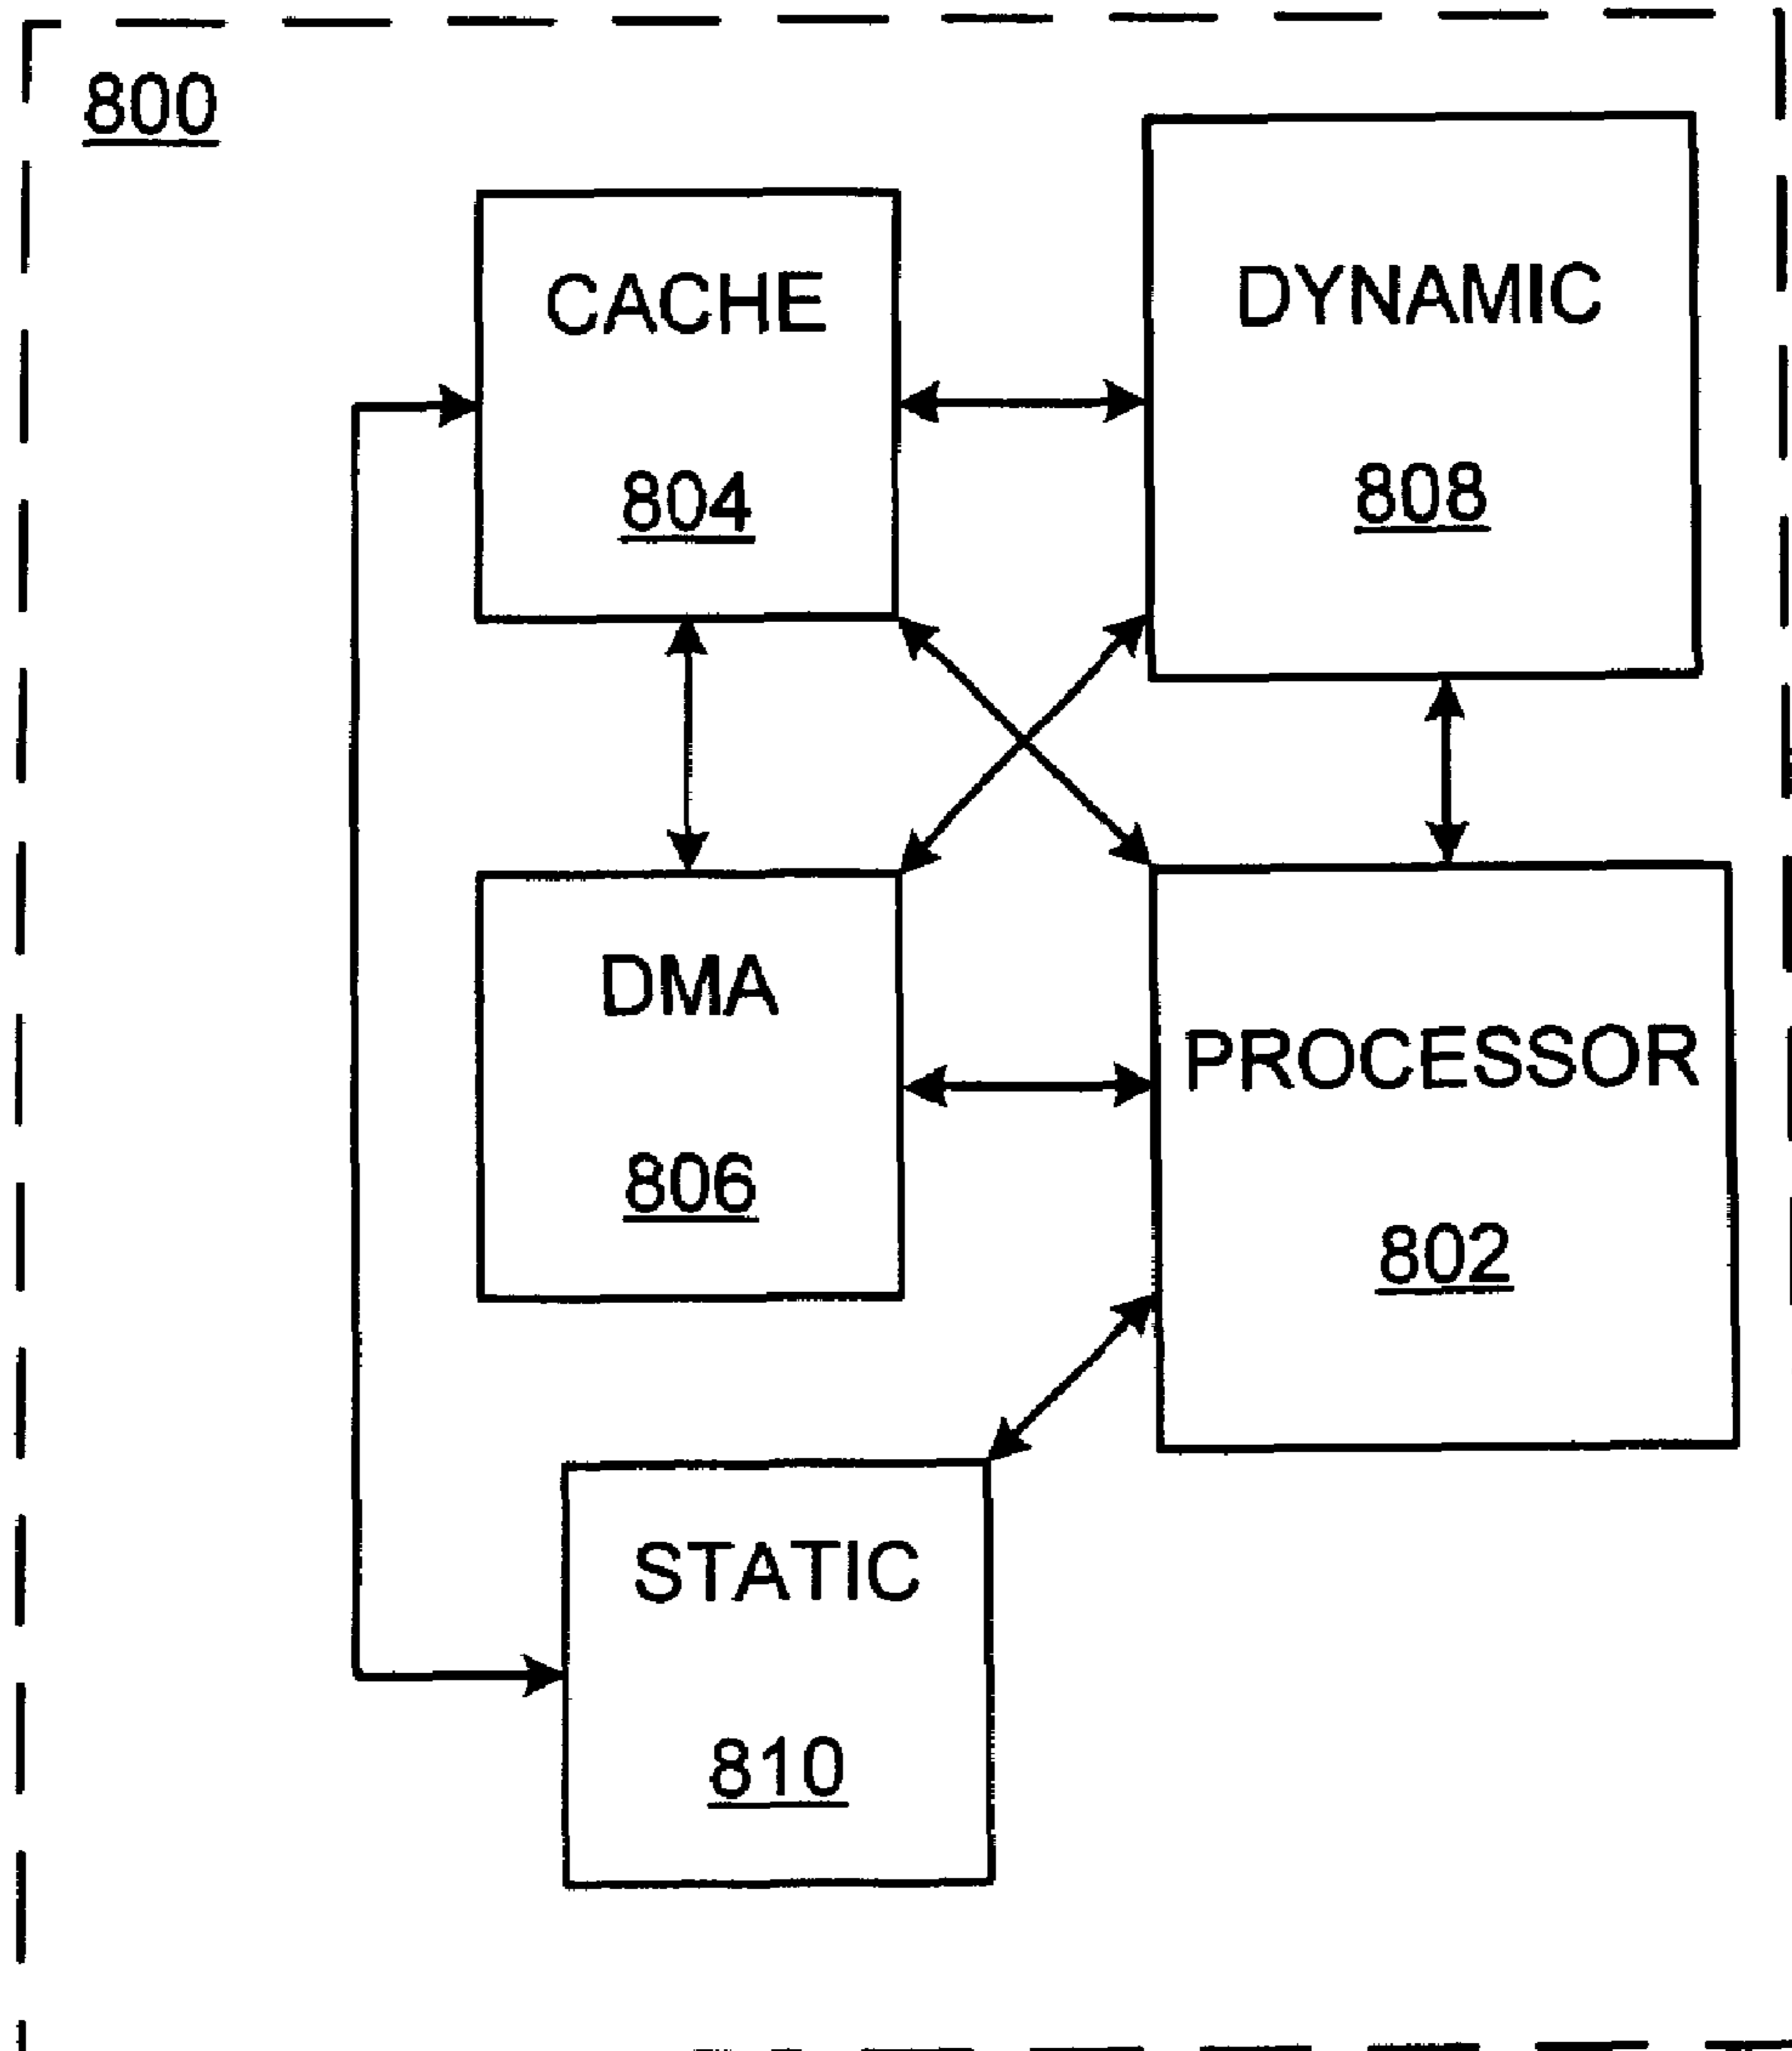 800
CACHE
804
DYNAMIC
808
DMA
806
PROCESSOR
802
STATIC
810